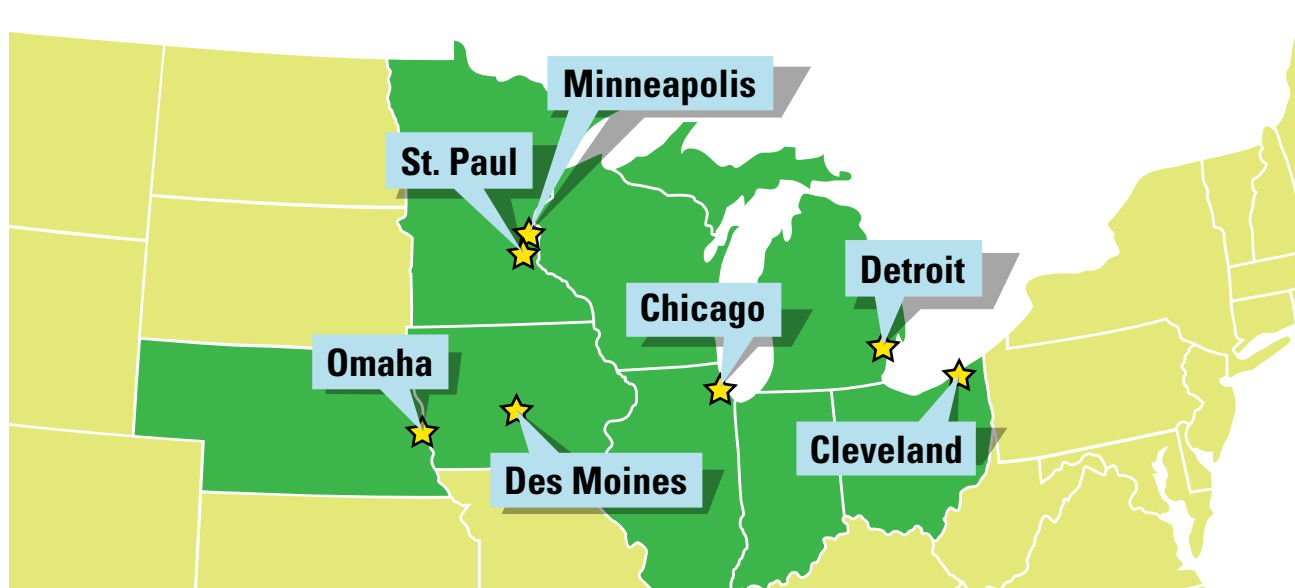 Minneapolis
St. Paul
Detroit
Chicago
Omaha
Cleveland
Des Moines